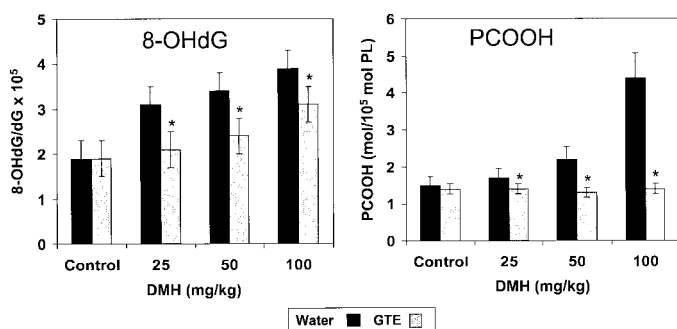 8-OHdG
8-OHdG/dG x 10⁵
5
4
3
2
1
0
*
*
*
Control 25 50 100
DMH (mg/kg)
PCOOH
PCOOH (mol/10⁵ mol PL)
6
5
4
3
2
1
0
*
*
*
Control 25 50 100
DMH (mg/kg)
Water GTE